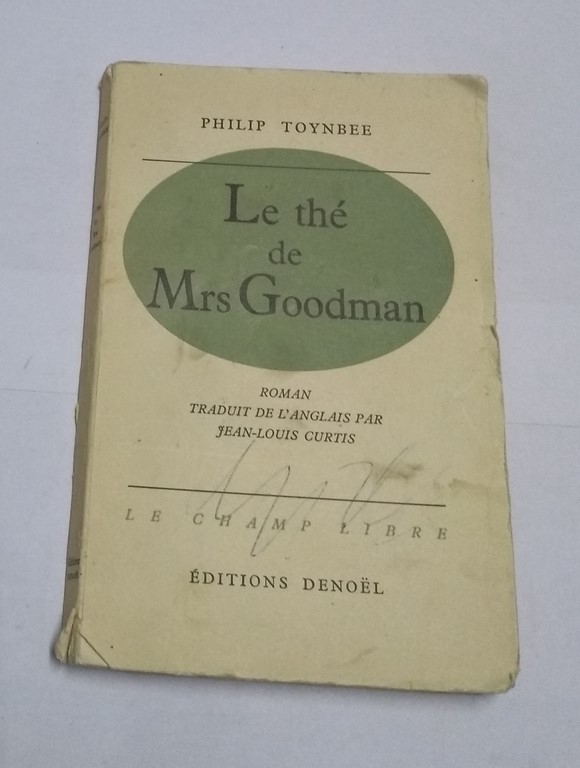 PHILIP TOYNBEE
Le thé
de
Mrs Goodman
ROMAN
TRADUIT DE L'ANGLAIS PAR
JEAN-LOUIS CURTIS
LE CHAMP LIBRE
ÉDITIONS DENOËL